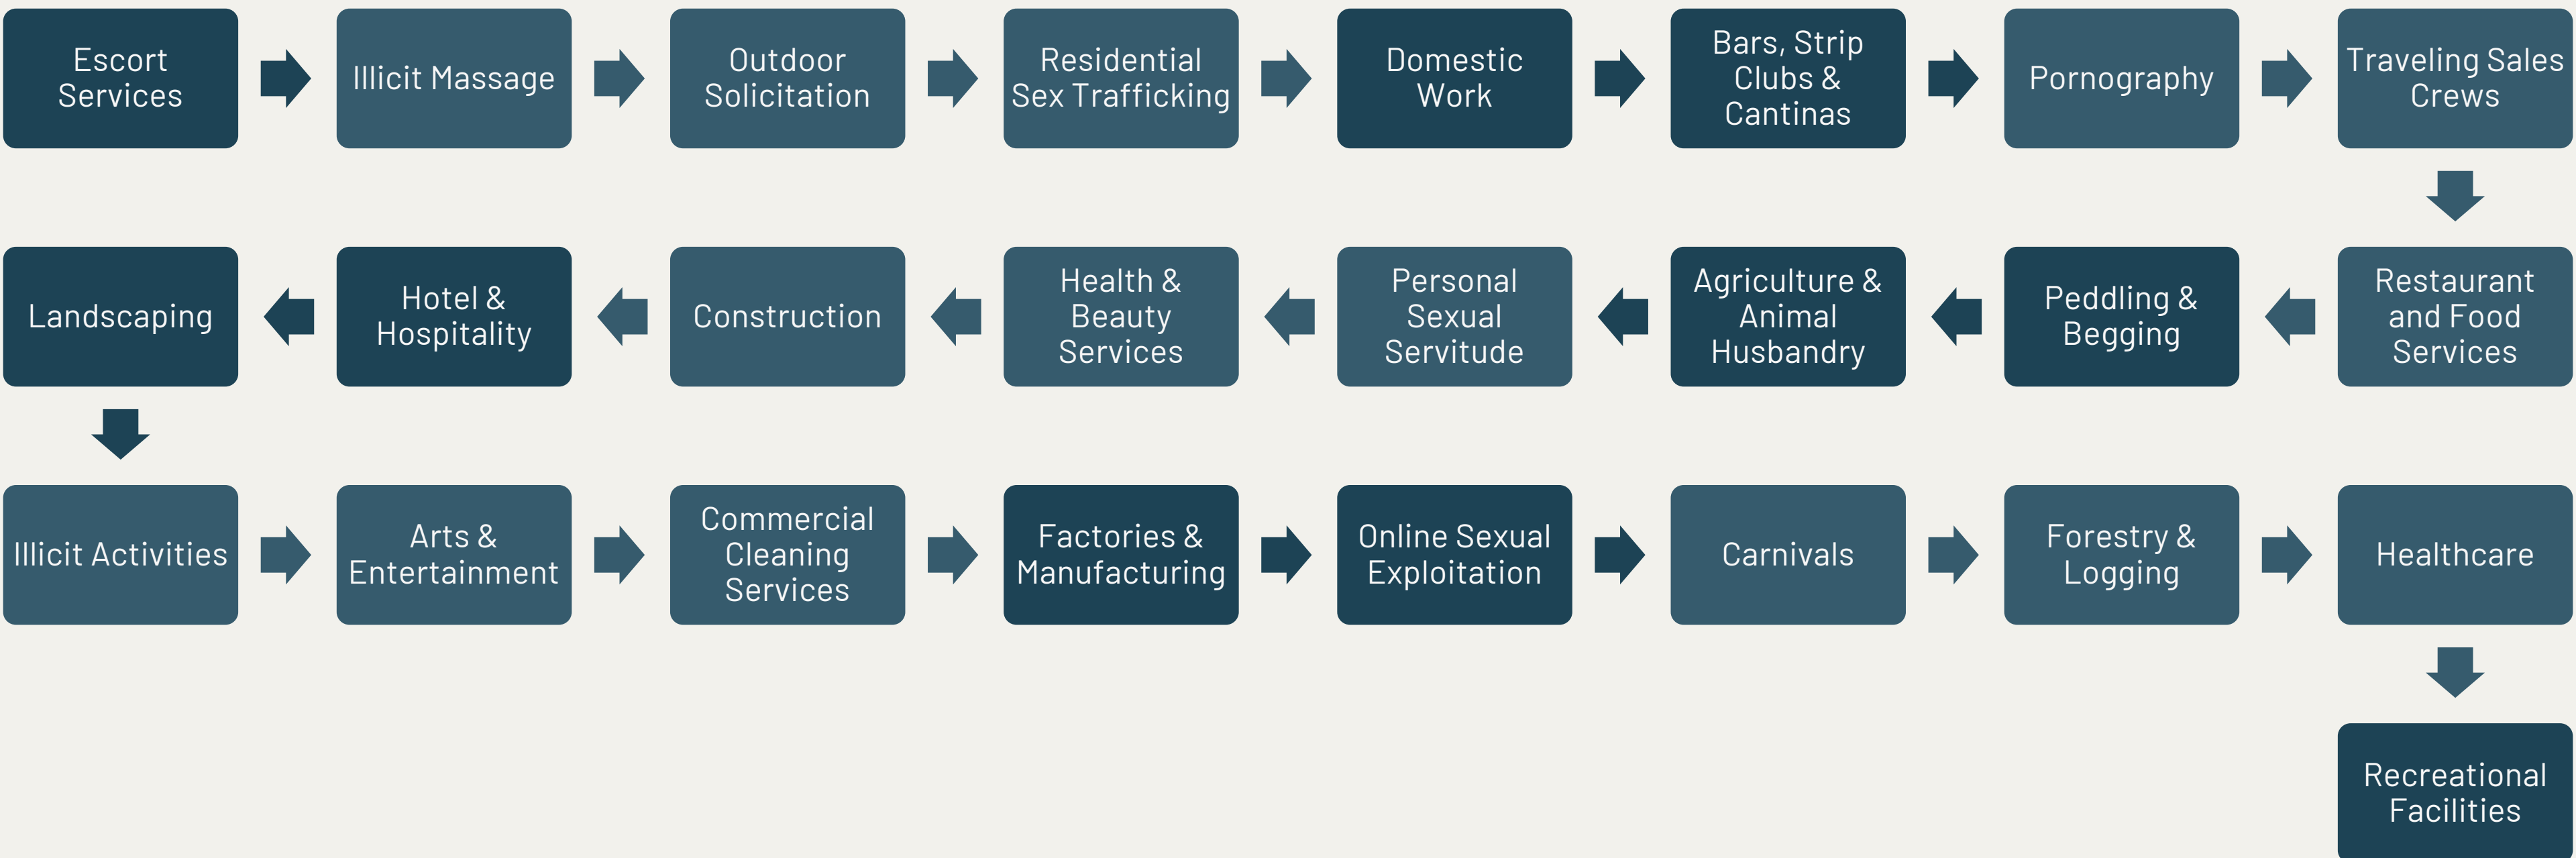 Escort
Services
Illicit Massage
Outdoor
Solicitation
Residential
Sex Trafficking
Domestic
Work
Bars, Strip
Clubs &
Cantinas
Pornography
Traveling Sales
Crews
Restaurant
and Food
Services
Peddling &
Begging
Agriculture &
Animal
Husbandry
Personal
Sexual
Servitude
Health &
Beauty
Services
Construction
Hotel &
Hospitality
Landscaping
Illicit Activities
Arts &
Entertainment
Commercial
Cleaning
Services
Factories &
Manufacturing
Online Sexual
Exploitation
Carnivals
Forestry &
Logging
Healthcare
Recreational
Facilities